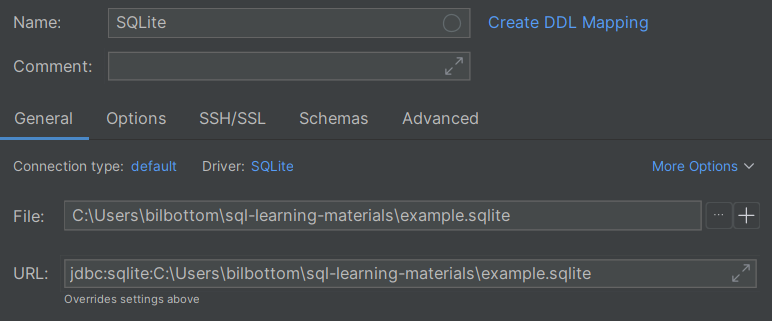 Name: SQLite Create DDL Mapping
Comment:
General Options SSH/SSL Schemas Advanced
Connection type: default Driver: SQLite More Options
File: C:\Users\bilbottom\sql-learning-materials\example.sqlite ...
URL: jdbc:sqlite:C:\Users\bilbottom\sql-learning-materials\example.sqlite
Overrides settings above